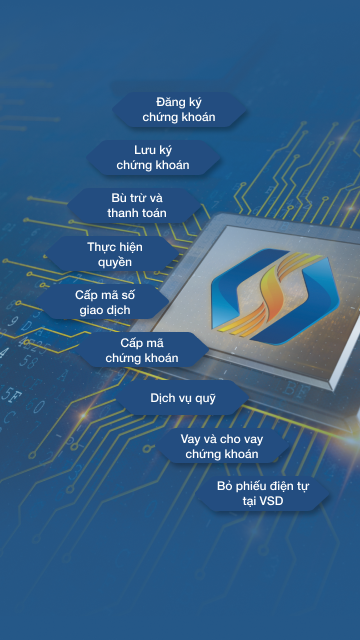 Đăng ký
chứng khoán
Lưu ký
chứng khoán
Bù trừ và
thanh toán
Thực hiện
quyền
Cấp mã số
giao dịch
Cấp mã
chứng khoán
Dịch vụ quỹ
Vay và cho vay
chứng khoán
Bỏ phiếu điện tự
tại VSD